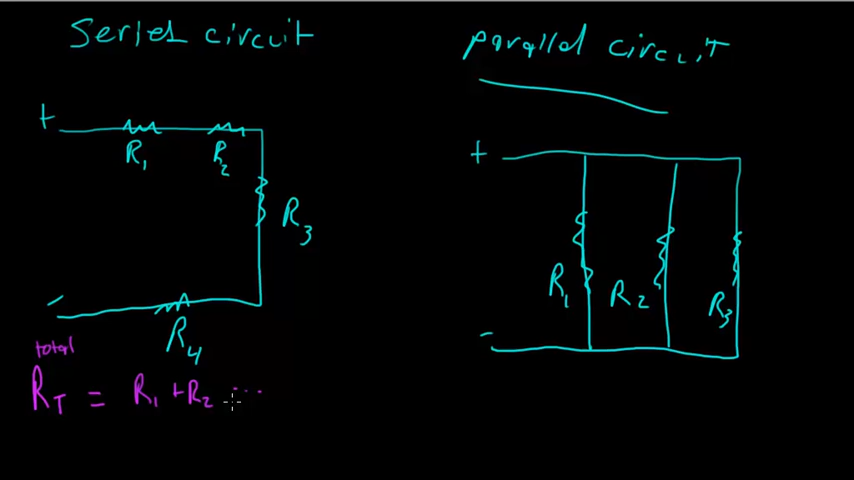 Series circuit
parallel circuit
+
R1
R2
R3
-
R4
+
R1
R2
R3
-
total
RT = R1 + R2 ...